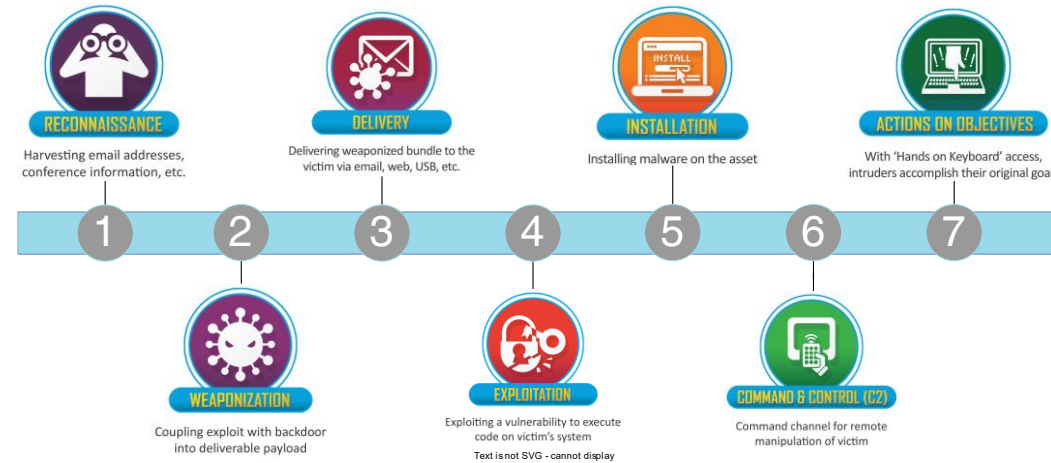 RECONNAISSANCE
Harvesting email addresses,
conference information, etc.
DELIVERY
Delivering weaponized bundle to the
victim via email, web, USB, etc.
INSTALL
INSTALLATION
Installing malware on the asset
ACTIONS ON OBJECTIVES
With ‘Hands on Keyboard’ access,
intruders accomplish their original goa
1
2
3
4
5
6
7
WEAPONIZATION
Coupling exploit with backdoor
into deliverable payload
EXPLOITATION
Exploiting a vulnerability to execute
code on victim’s system
Text is not SVG - cannot display
COMMAND & CONTROL (C2)
Command channel for remote
manipulation of victim